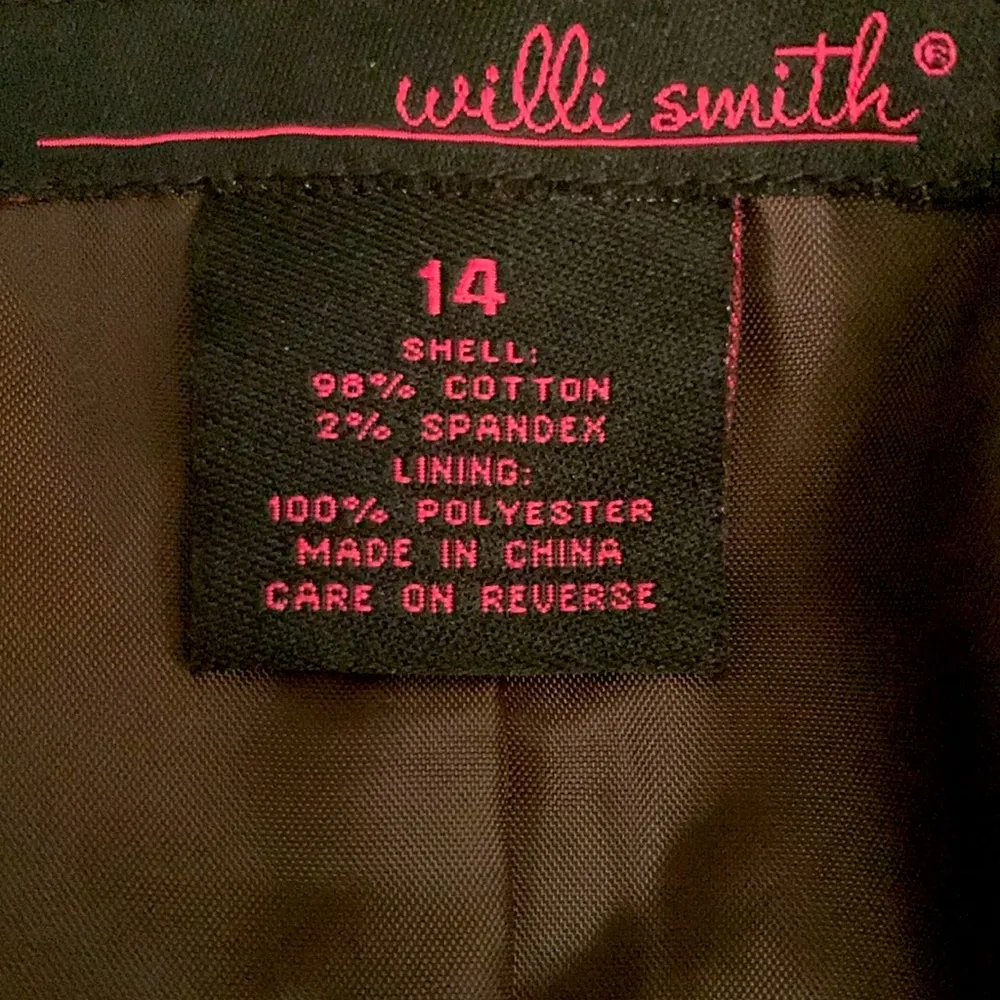 willi smith®
14
SHELL:
98% COTTON
2% SPANDEX
LINING:
100% POLYESTER
MADE IN CHINA
CARE ON REVERSE